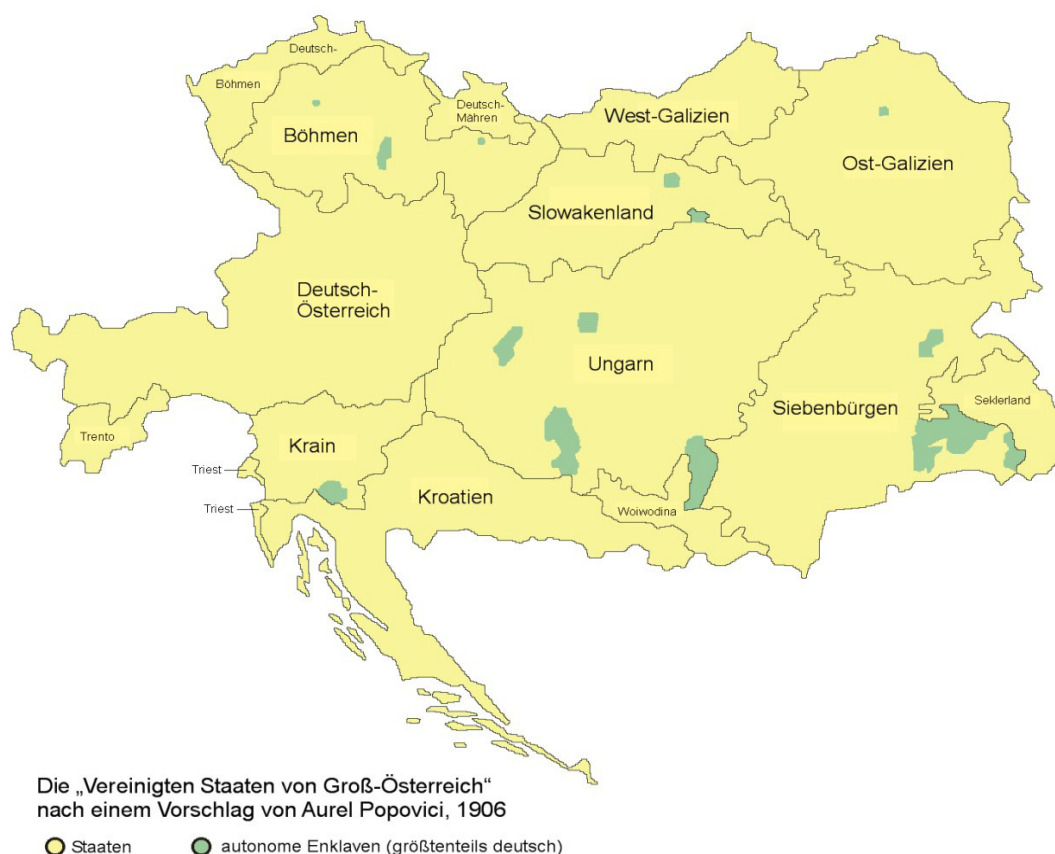 Deutsch-
Böhmen
Deutsch-
Mähren
Böhmen
West-Galizien
Ost-Galizien
Slowakenland
Deutsch-
Österreich
Ungarn
Siebenbürgen
Seklerland
Trento
Krain
Triest
Kroatien
Triest
Woiwodina
Die „Vereinigten Staaten von Groß-Österreich“
nach einem Vorschlag von Aurel Popovici, 1906
Staaten
autonome Enklaven (größtenteils deutsch)